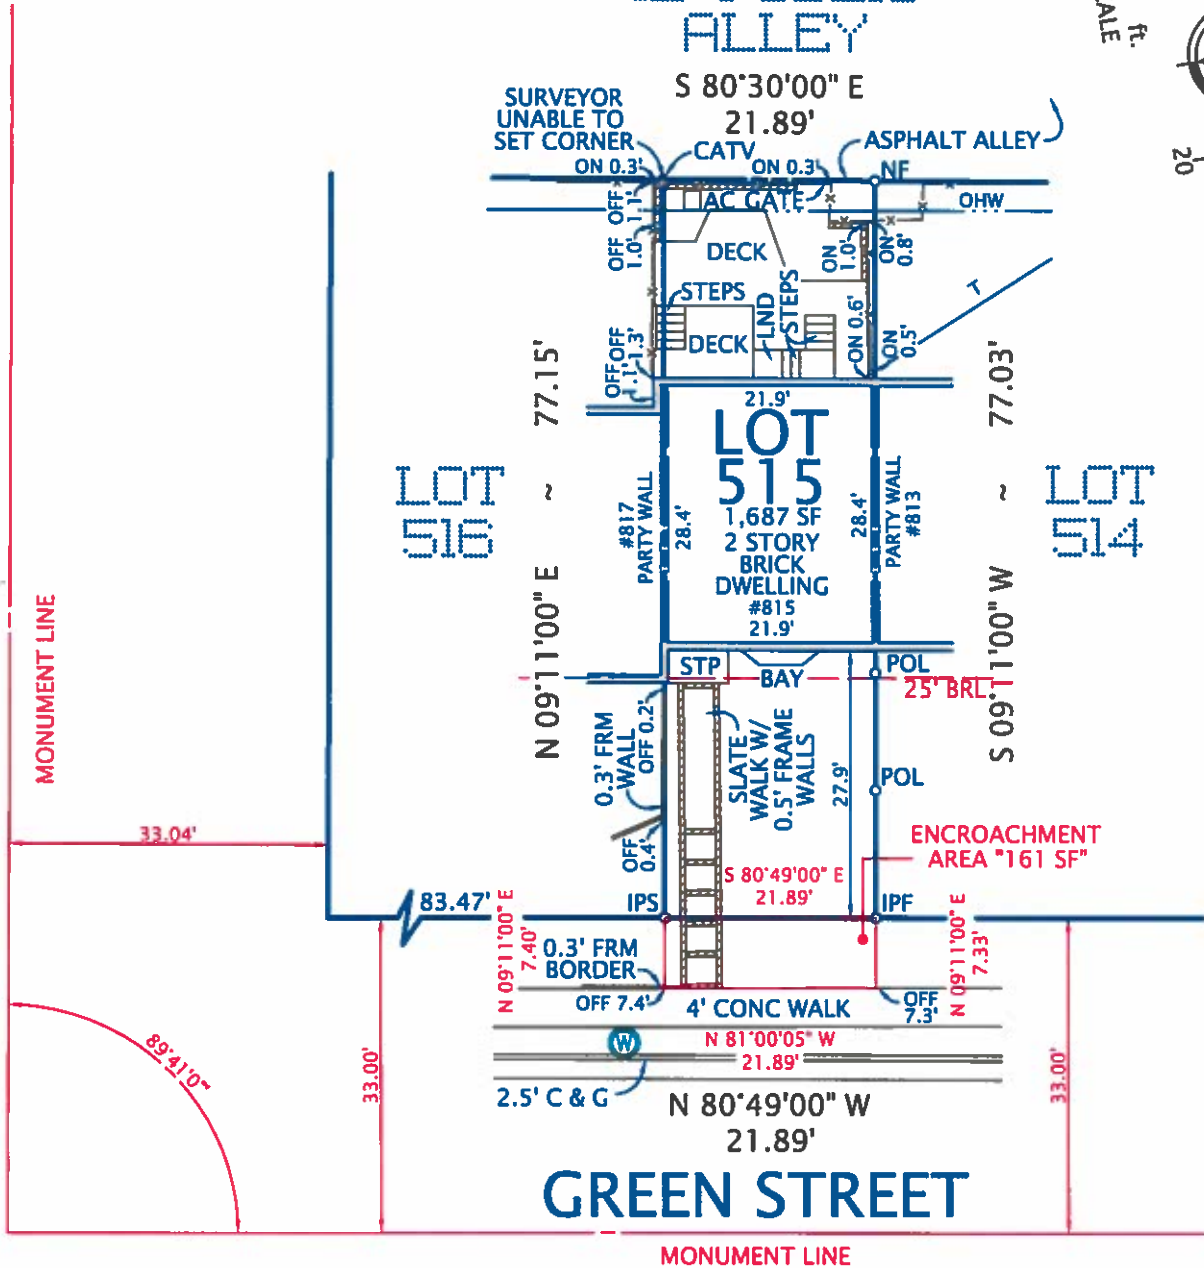 ALLEY
ft.
ALE
20
S 80°30'00" E
21.89'
SURVEYOR
UNABLE TO
SET CORNER
CATV
ASPHALT ALLEY
ON 0.3'
ON 0.3'
NF
OFF
1.1'
AC GATE
OHW
OFF
1.0'
DECK
ON
1.0'
ON
0.8'
STEPS
LND
STEPS
T
DECK
ON 0.6'
ON
0.5'
OFF
1.3'
OFF
1.1'
N 09°11'00" E ~ 77.15'
S 09°11'00" W ~ 77.03'
21.9'
LOT
515
1,687 SF
2 STORY
BRICK
DWELLING
#815
21.9'
LOT
516
LOT
514
#817
PARTY WALL
28.4'
28.4'
PARTY WALL
#813
MONUMENT LINE
STP
BAY
POL
25' BRL
0.3' FRM
WALL
OFF 0.2'
SLATE
WALK W/
0.5' FRAME
WALLS
27.9'
POL
33.04'
OFF
0.4'
ENCROACHMENT
AREA "161 SF"
S 80°49'00" E
21.89'
83.47'
IPS
IPF
N 09°11'00" E
7.40'
0.3' FRM
BORDER
N 09°11'00" E
7.33'
OFF 7.4'
4' CONC WALK
OFF
7.3'
W
N 81°00'05" W
21.89'
89°41'0"
33.00'
33.00'
2.5' C & G
N 80°49'00" W
21.89'
GREEN STREET
MONUMENT LINE